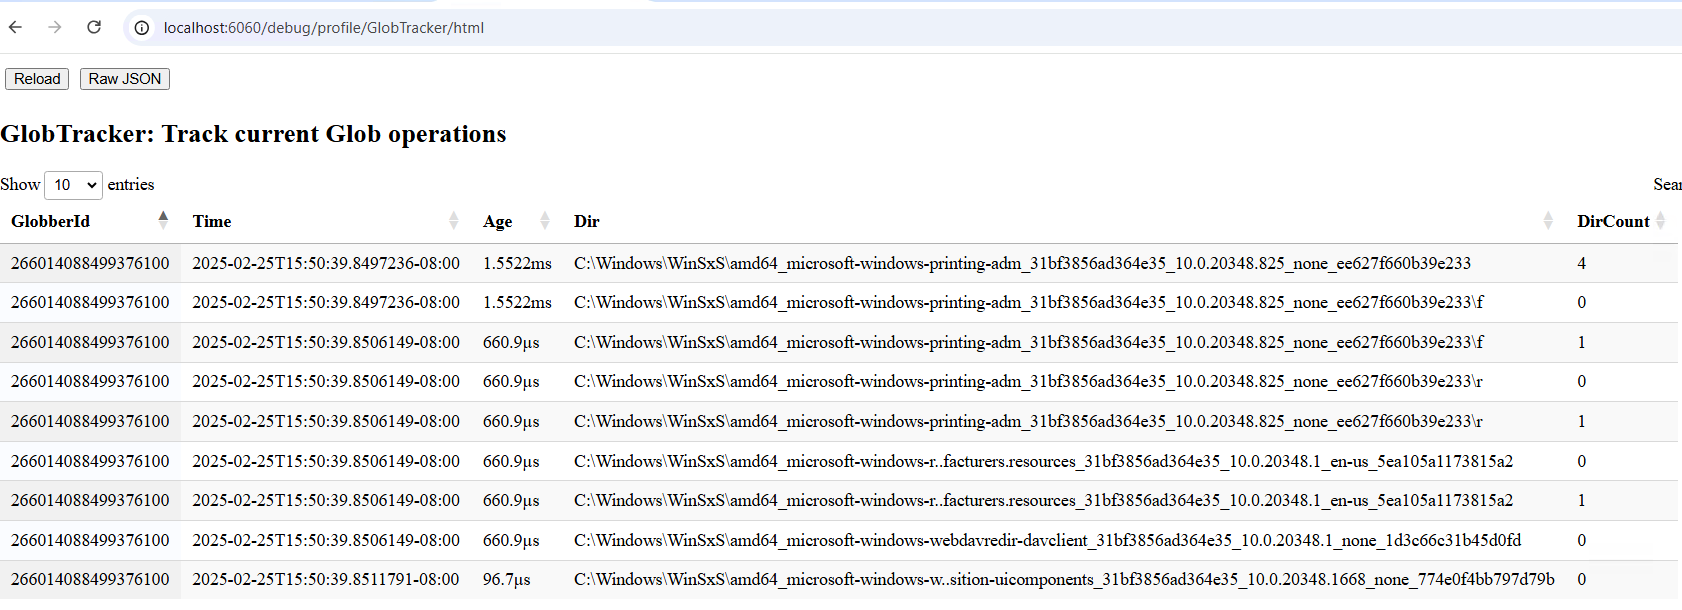 localhost:6060/debug/profile/GlobTracker/html
Reload Raw JSON
GlobTracker: Track current Glob operations
Show 10 entries Sear
GlobberId Time Age Dir DirCount
266014088499376100 2025-02-25T15:50:39.8497236-08:00 1.5522ms C:\Windows\WinSxS\amd64_microsoft-windows-printing-adm_31bf3856ad364e35_10.0.20348.825_none_ee627f660b39e233 4
266014088499376100 2025-02-25T15:50:39.8497236-08:00 1.5522ms C:\Windows\WinSxS\amd64_microsoft-windows-printing-adm_31bf3856ad364e35_10.0.20348.825_none_ee627f660b39e233\f 0
266014088499376100 2025-02-25T15:50:39.8506149-08:00 660.9µs C:\Windows\WinSxS\amd64_microsoft-windows-printing-adm_31bf3856ad364e35_10.0.20348.825_none_ee627f660b39e233\f 1
266014088499376100 2025-02-25T15:50:39.8506149-08:00 660.9µs C:\Windows\WinSxS\amd64_microsoft-windows-printing-adm_31bf3856ad364e35_10.0.20348.825_none_ee627f660b39e233\r 0
266014088499376100 2025-02-25T15:50:39.8506149-08:00 660.9µs C:\Windows\WinSxS\amd64_microsoft-windows-printing-adm_31bf3856ad364e35_10.0.20348.825_none_ee627f660b39e233\r 1
266014088499376100 2025-02-25T15:50:39.8506149-08:00 660.9µs C:\Windows\WinSxS\amd64_microsoft-windows-r..facturers.resources_31bf3856ad364e35_10.0.20348.1_en-us_5ea105a1173815a2 0
266014088499376100 2025-02-25T15:50:39.8506149-08:00 660.9µs C:\Windows\WinSxS\amd64_microsoft-windows-r..facturers.resources_31bf3856ad364e35_10.0.20348.1_en-us_5ea105a1173815a2 1
266014088499376100 2025-02-25T15:50:39.8506149-08:00 660.9µs C:\Windows\WinSxS\amd64_microsoft-windows-webdavredir-davclient_31bf3856ad364e35_10.0.20348.1_none_1d3c66c31b45d0fd 0
266014088499376100 2025-02-25T15:50:39.8511791-08:00 96.7µs C:\Windows\WinSxS\amd64_microsoft-windows-w..sition-uicomponents_31bf3856ad364e35_10.0.20348.1668_none_774e0f4bb797d79b 0